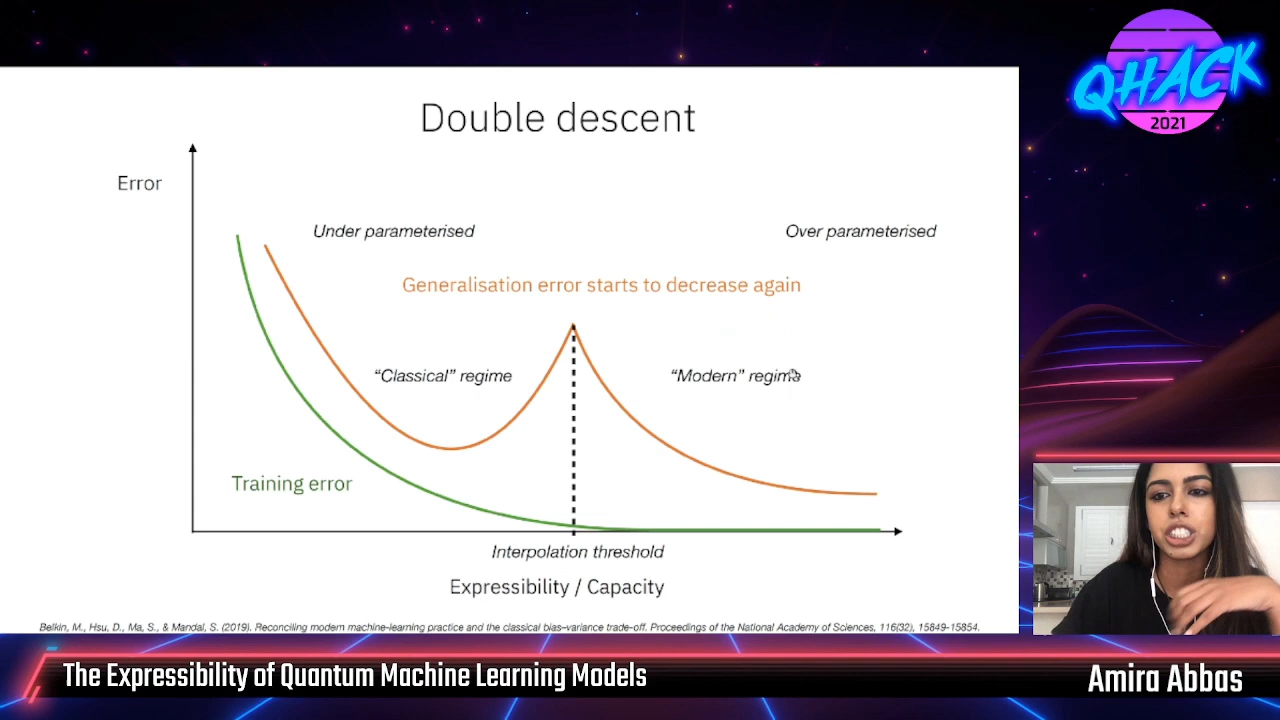 QHACK
2021
Double descent
Error
Under parameterised
Over parameterised
Generalisation error starts to decrease again
“Classical” regime
“Modern” regime
Training error
Interpolation threshold
Expressibility / Capacity
Belkin, M., Hsu, D., Ma, S., & Mandal, S. (2019). Reconciling modern machine-learning practice and the classical bias–variance trade-off. Proceedings of the National Academy of Sciences, 116(32), 15849-15854.
The Expressibility of Quantum Machine Learning Models
Amira Abbas